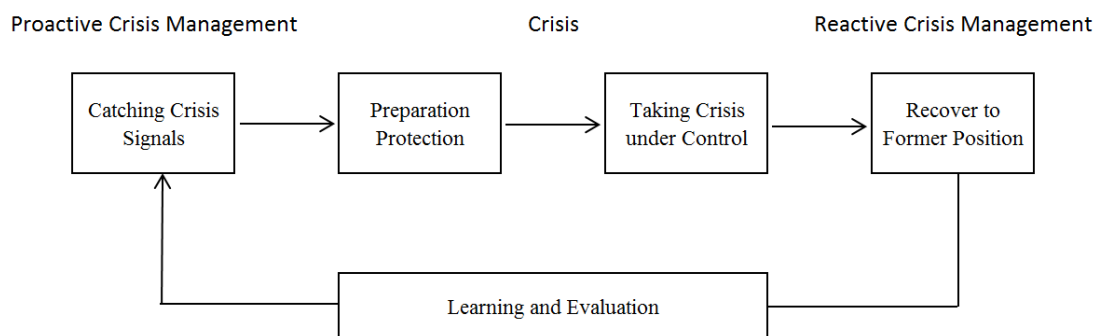 Proactive Crisis Management
Crisis
Reactive Crisis Management
Catching Crisis
Signals
Preparation
Protection
Taking Crisis
under Control
Recover to
Former Position
Learning and Evaluation